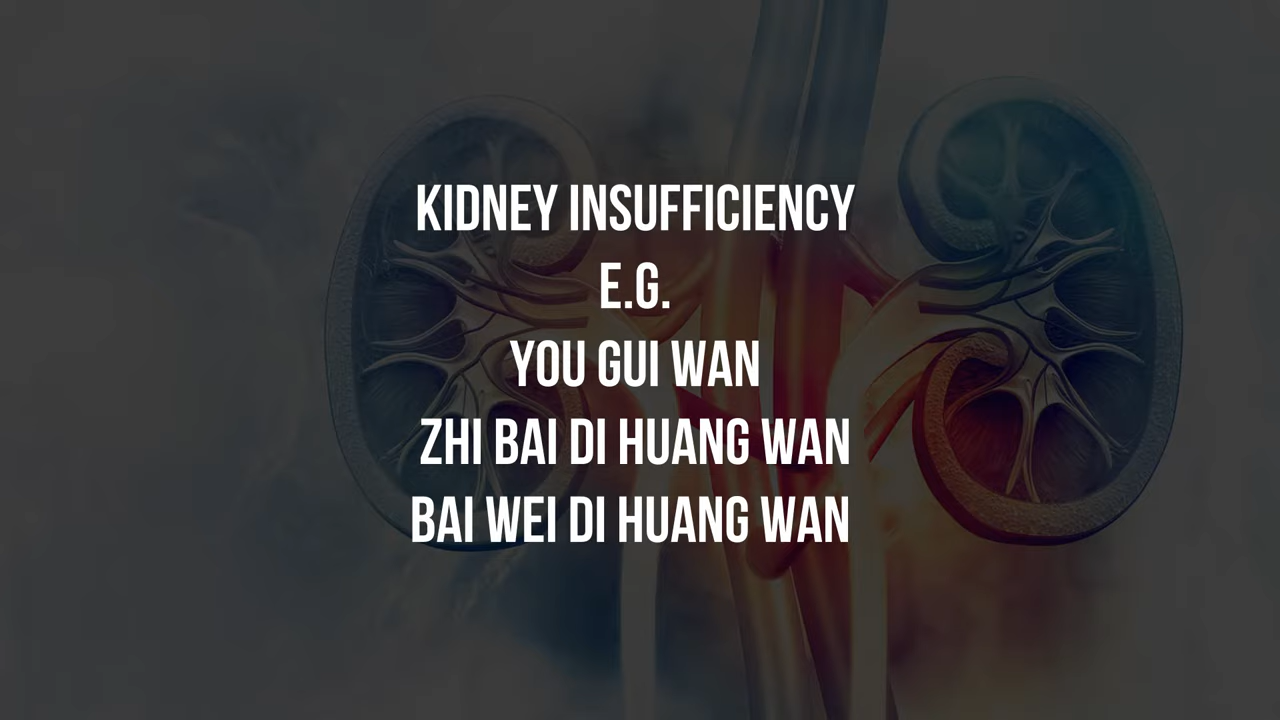 KIDNEY INSUFFICIENCY
E.G.
YOU GUI WAN
ZHI BAI DI HUANG WAN
BAI WEI DI HUANG WAN